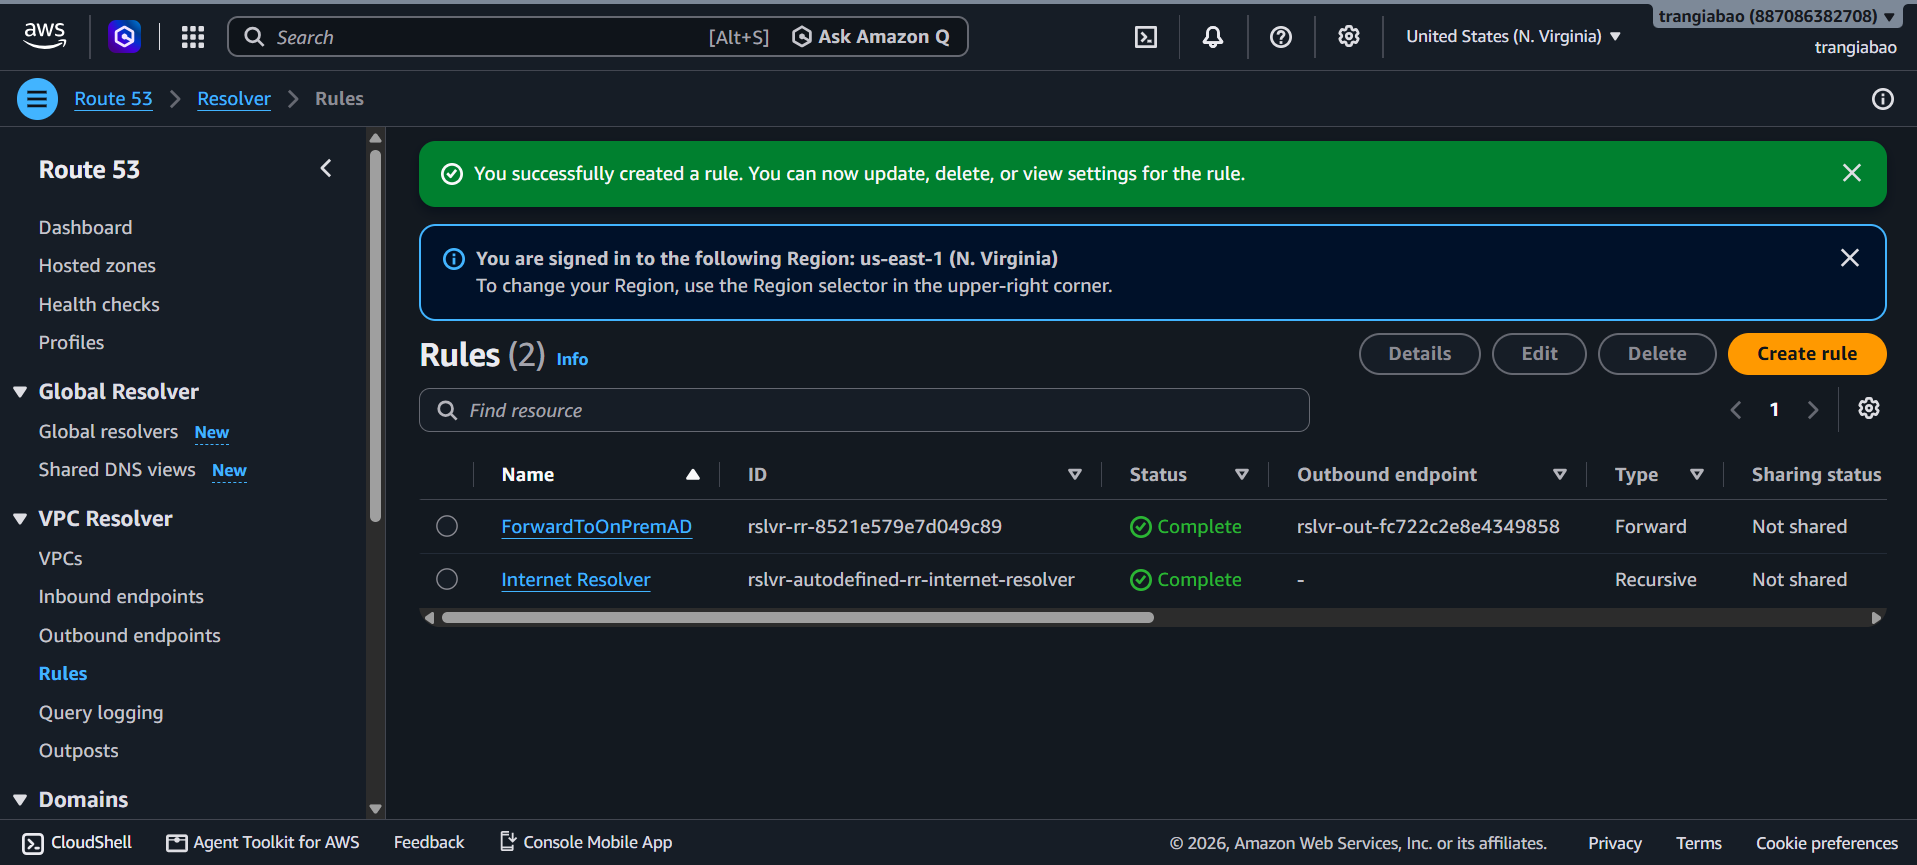 aws
Search [Alt+S] Ask Amazon Q
United States (N. Virginia)
trangiabao (887086382708)
trangiabao
Route 53 Resolver Rules
Route 53
Dashboard
Hosted zones
Health checks
Profiles
Global Resolver
Global resolvers New
Shared DNS views New
VPC Resolver
VPCs
Inbound endpoints
Outbound endpoints
Rules
Query logging
Outposts
Domains
You successfully created a rule. You can now update, delete, or view settings for the rule.
You are signed in to the following Region: us-east-1 (N. Virginia)
To change your Region, use the Region selector in the upper-right corner.
Rules (2) Info
Details Edit Delete Create rule
Find resource
1
Name ID Status Outbound endpoint Type Sharing status
ForwardToOnPremAD rslvr-rr-8521e579e7d049c89 Complete rslvr-out-fc722c2e8e4349858 Forward Not shared
Internet Resolver rslvr-autodefined-rr-internet-resolver Complete - Recursive Not shared
CloudShell Agent Toolkit for AWS Feedback Console Mobile App
© 2026, Amazon Web Services, Inc. or its affiliates. Privacy Terms Cookie preferences